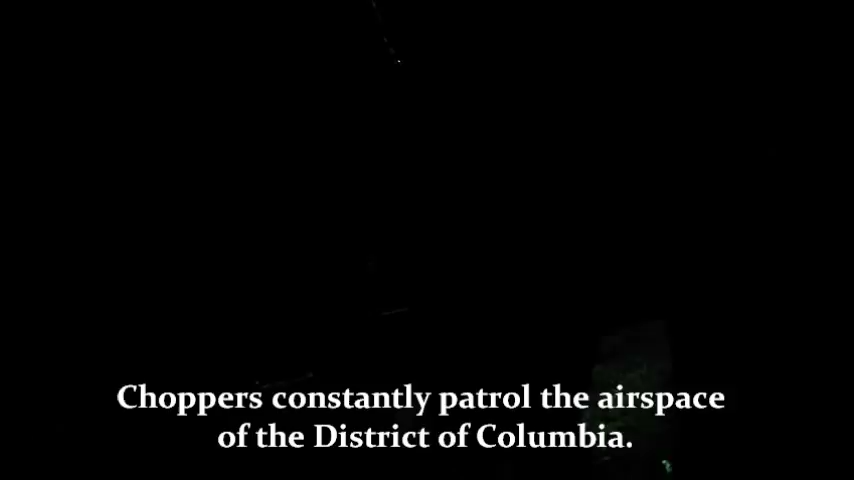 Choppers constantly patrol the airspace
of the District of Columbia.